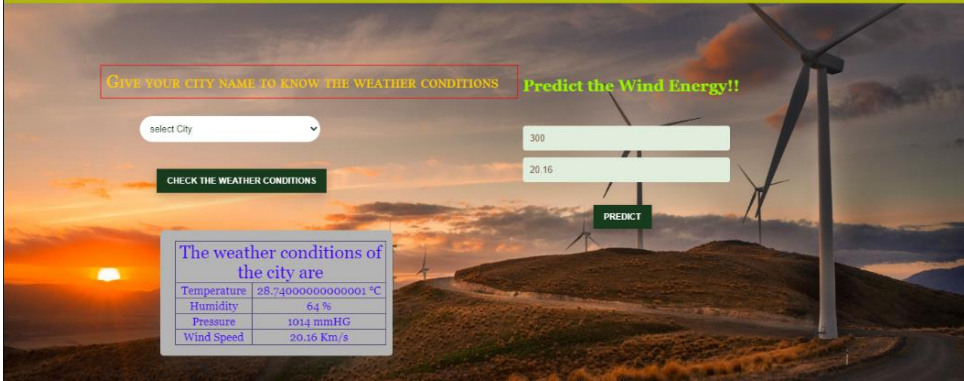 GIVE YOUR CITY NAME TO KNOW THE WEATHER CONDITIONS
select City
CHECK THE WEATHER CONDITIONS
The weather conditions of
the city are
Temperature 28.74000000000001 °C
Humidity 64 %
Pressure 1014 mmHG
Wind Speed 20.16 Km/s
Predict the Wind Energy!!
300
20.16
PREDICT